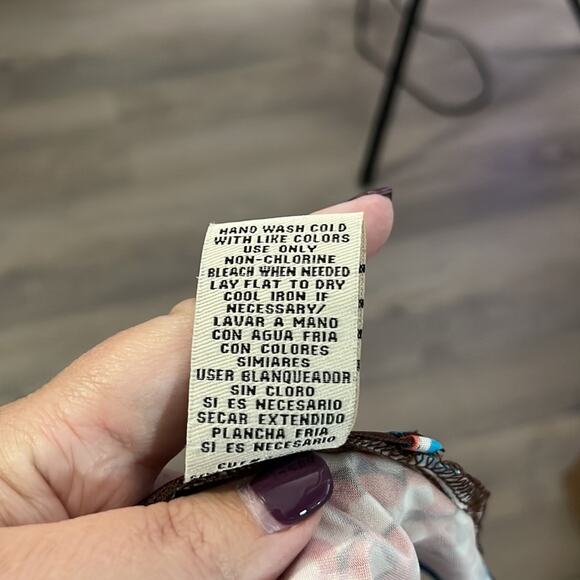 HAND WASH COLD
WITH LIKE COLORS
USE ONLY
NON-CHLORINE
BLEACH WHEN NEEDED
LAY FLAT TO DRY
COOL IRON IF
NECESSARY/
LAVAR A MANO
CON AGUA FRIA
CON COLORES
SIMIARES
USER BLANQUEADOR
SIN CLORO
SI ES NECESARIO
SECAR EXTENDIDO
PLANCHA FRIA
SI ES NECESARIO